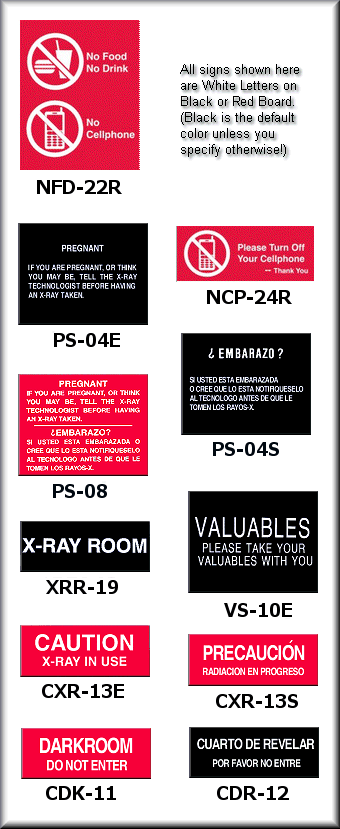 No Food
No Drink
No
Cellphone
NFD-22R
All signs shown here
are White Letters on
Black or Red Board.
(Black is the default
color unless you
specify otherwise!)
PREGNANT
IF YOU ARE PREGNANT, OR THINK
YOU MAY BE, TELL THE X-RAY
TECHNOLOGIST BEFORE HAVING
AN X-RAY TAKEN.
PS-04E
Please Turn Off
Your Cellphone
-- Thank You
NCP-24R
¿ EMBARAZO ?
SI USTED ESTA EMBARAZADA
O CREE QUE LO ESTA NOTIFIQUESELO
AL TECNOLOGO ANTES DE QUE LE
TOMEN LOS RAYOS-X.
PS-04S
PREGNANT
IF YOU ARE PREGNANT, OR THINK
YOU MAY BE, TELL THE X-RAY
TECHNOLOGIST BEFORE HAVING
AN X-RAY TAKEN.
¿EMBARAZO?
SI USTED ESTA EMBARAZADA O
CREE QUE LO ESTA NOTIFIQUESELO
AL TECNOLOGO ANTES DE QUE LE
TOMEN LOS RAYOS-X.
PS-08
X-RAY ROOM
XRR-19
VALUABLES
PLEASE TAKE YOUR
VALUABLES WITH YOU
VS-10E
CAUTION
X-RAY IN USE
CXR-13E
PRECAUCIÓN
RADIACION EN PROGRESO
CXR-13S
DARKROOM
DO NOT ENTER
CDK-11
CUARTO DE REVELAR
POR FAVOR NO ENTRE
CDR-12